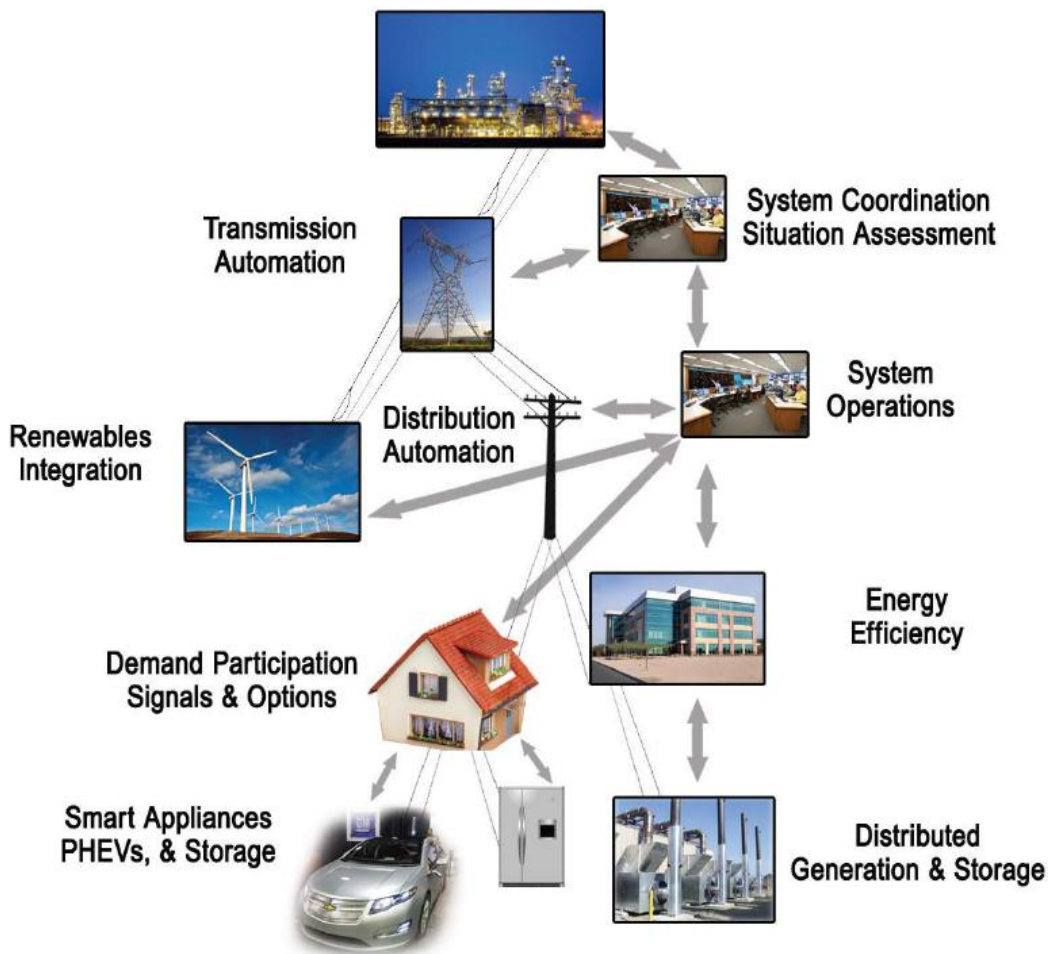 Transmission
Automation
System Coordination
Situation Assessment
System
Operations
Renewables
Integration
Distribution
Automation
Energy
Efficiency
Demand Participation
Signals & Options
Smart Appliances
PHEVs, & Storage
Distributed
Generation & Storage